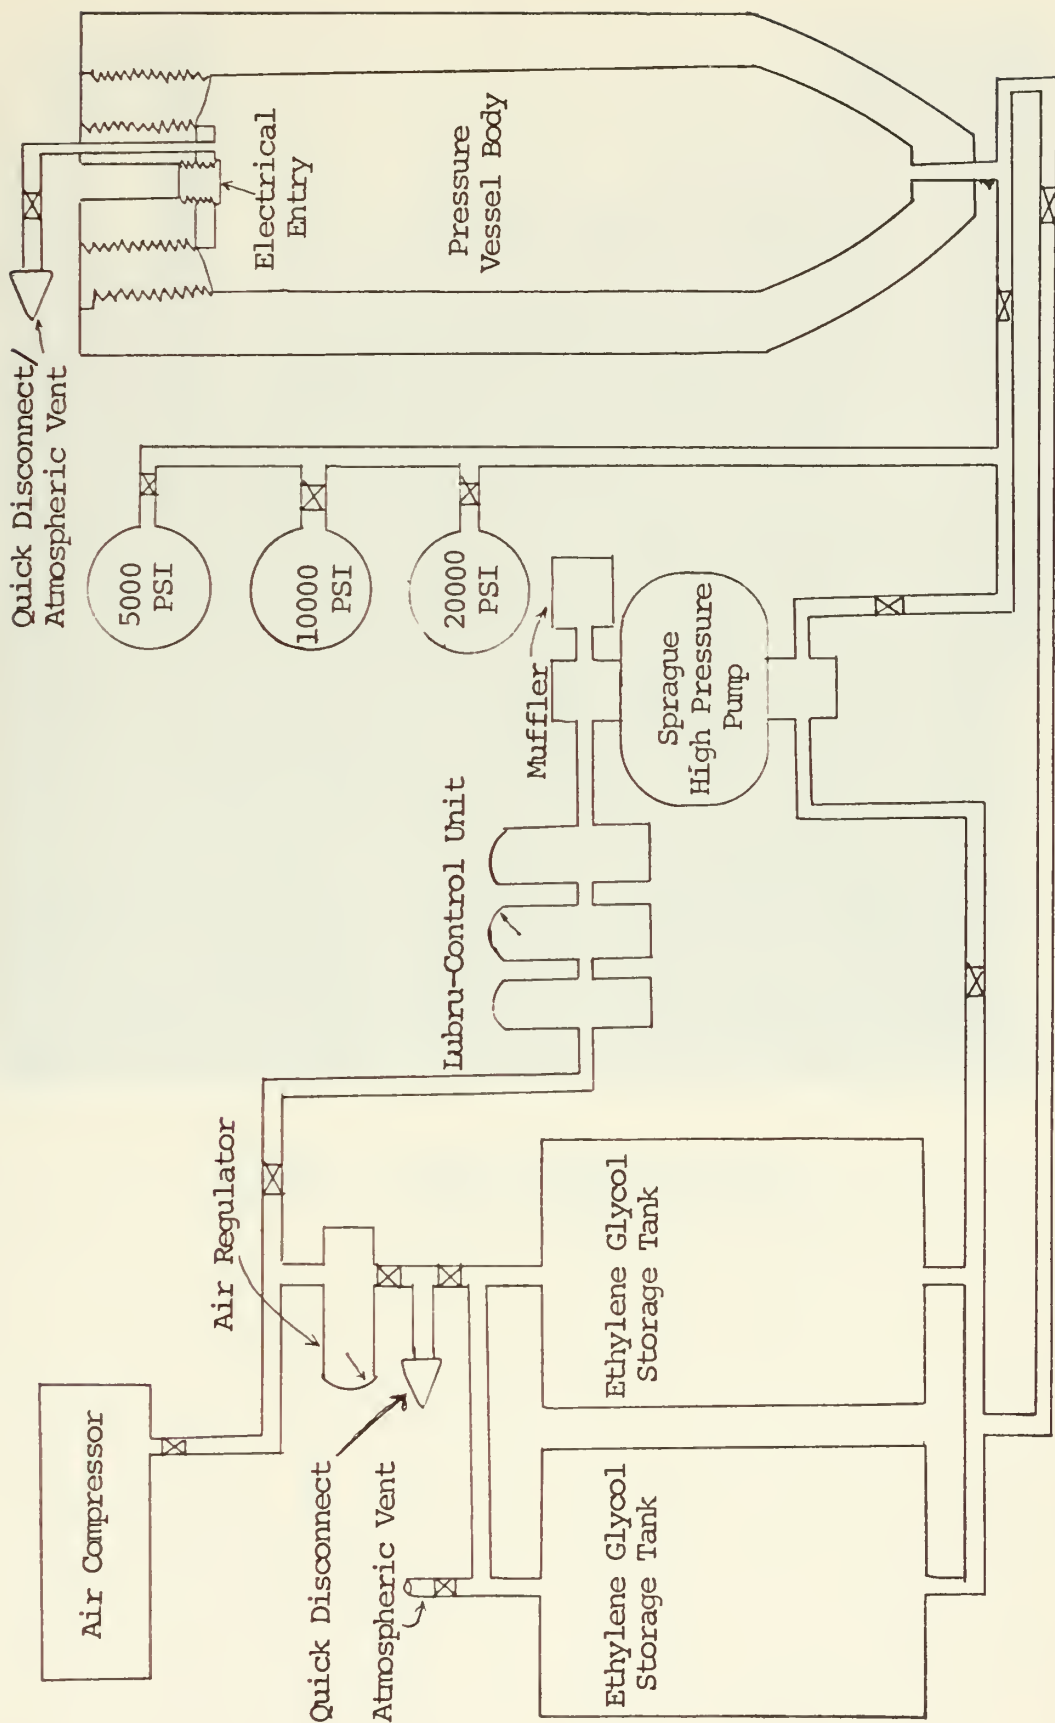 Air Compressor
Quick Disconnect
Atmospheric Vent
Air Regulator
Ethylene Glycol
Storage Tank
Ethylene Glycol
Storage Tank
Lubru-Control Unit
Muffler
Sprague
High Pressure
Pump
5000
PSI
10000
PSI
20000
PSI
Quick Disconnect/
Atmospheric Vent
Electrical
Entry
Pressure
Vessel Body